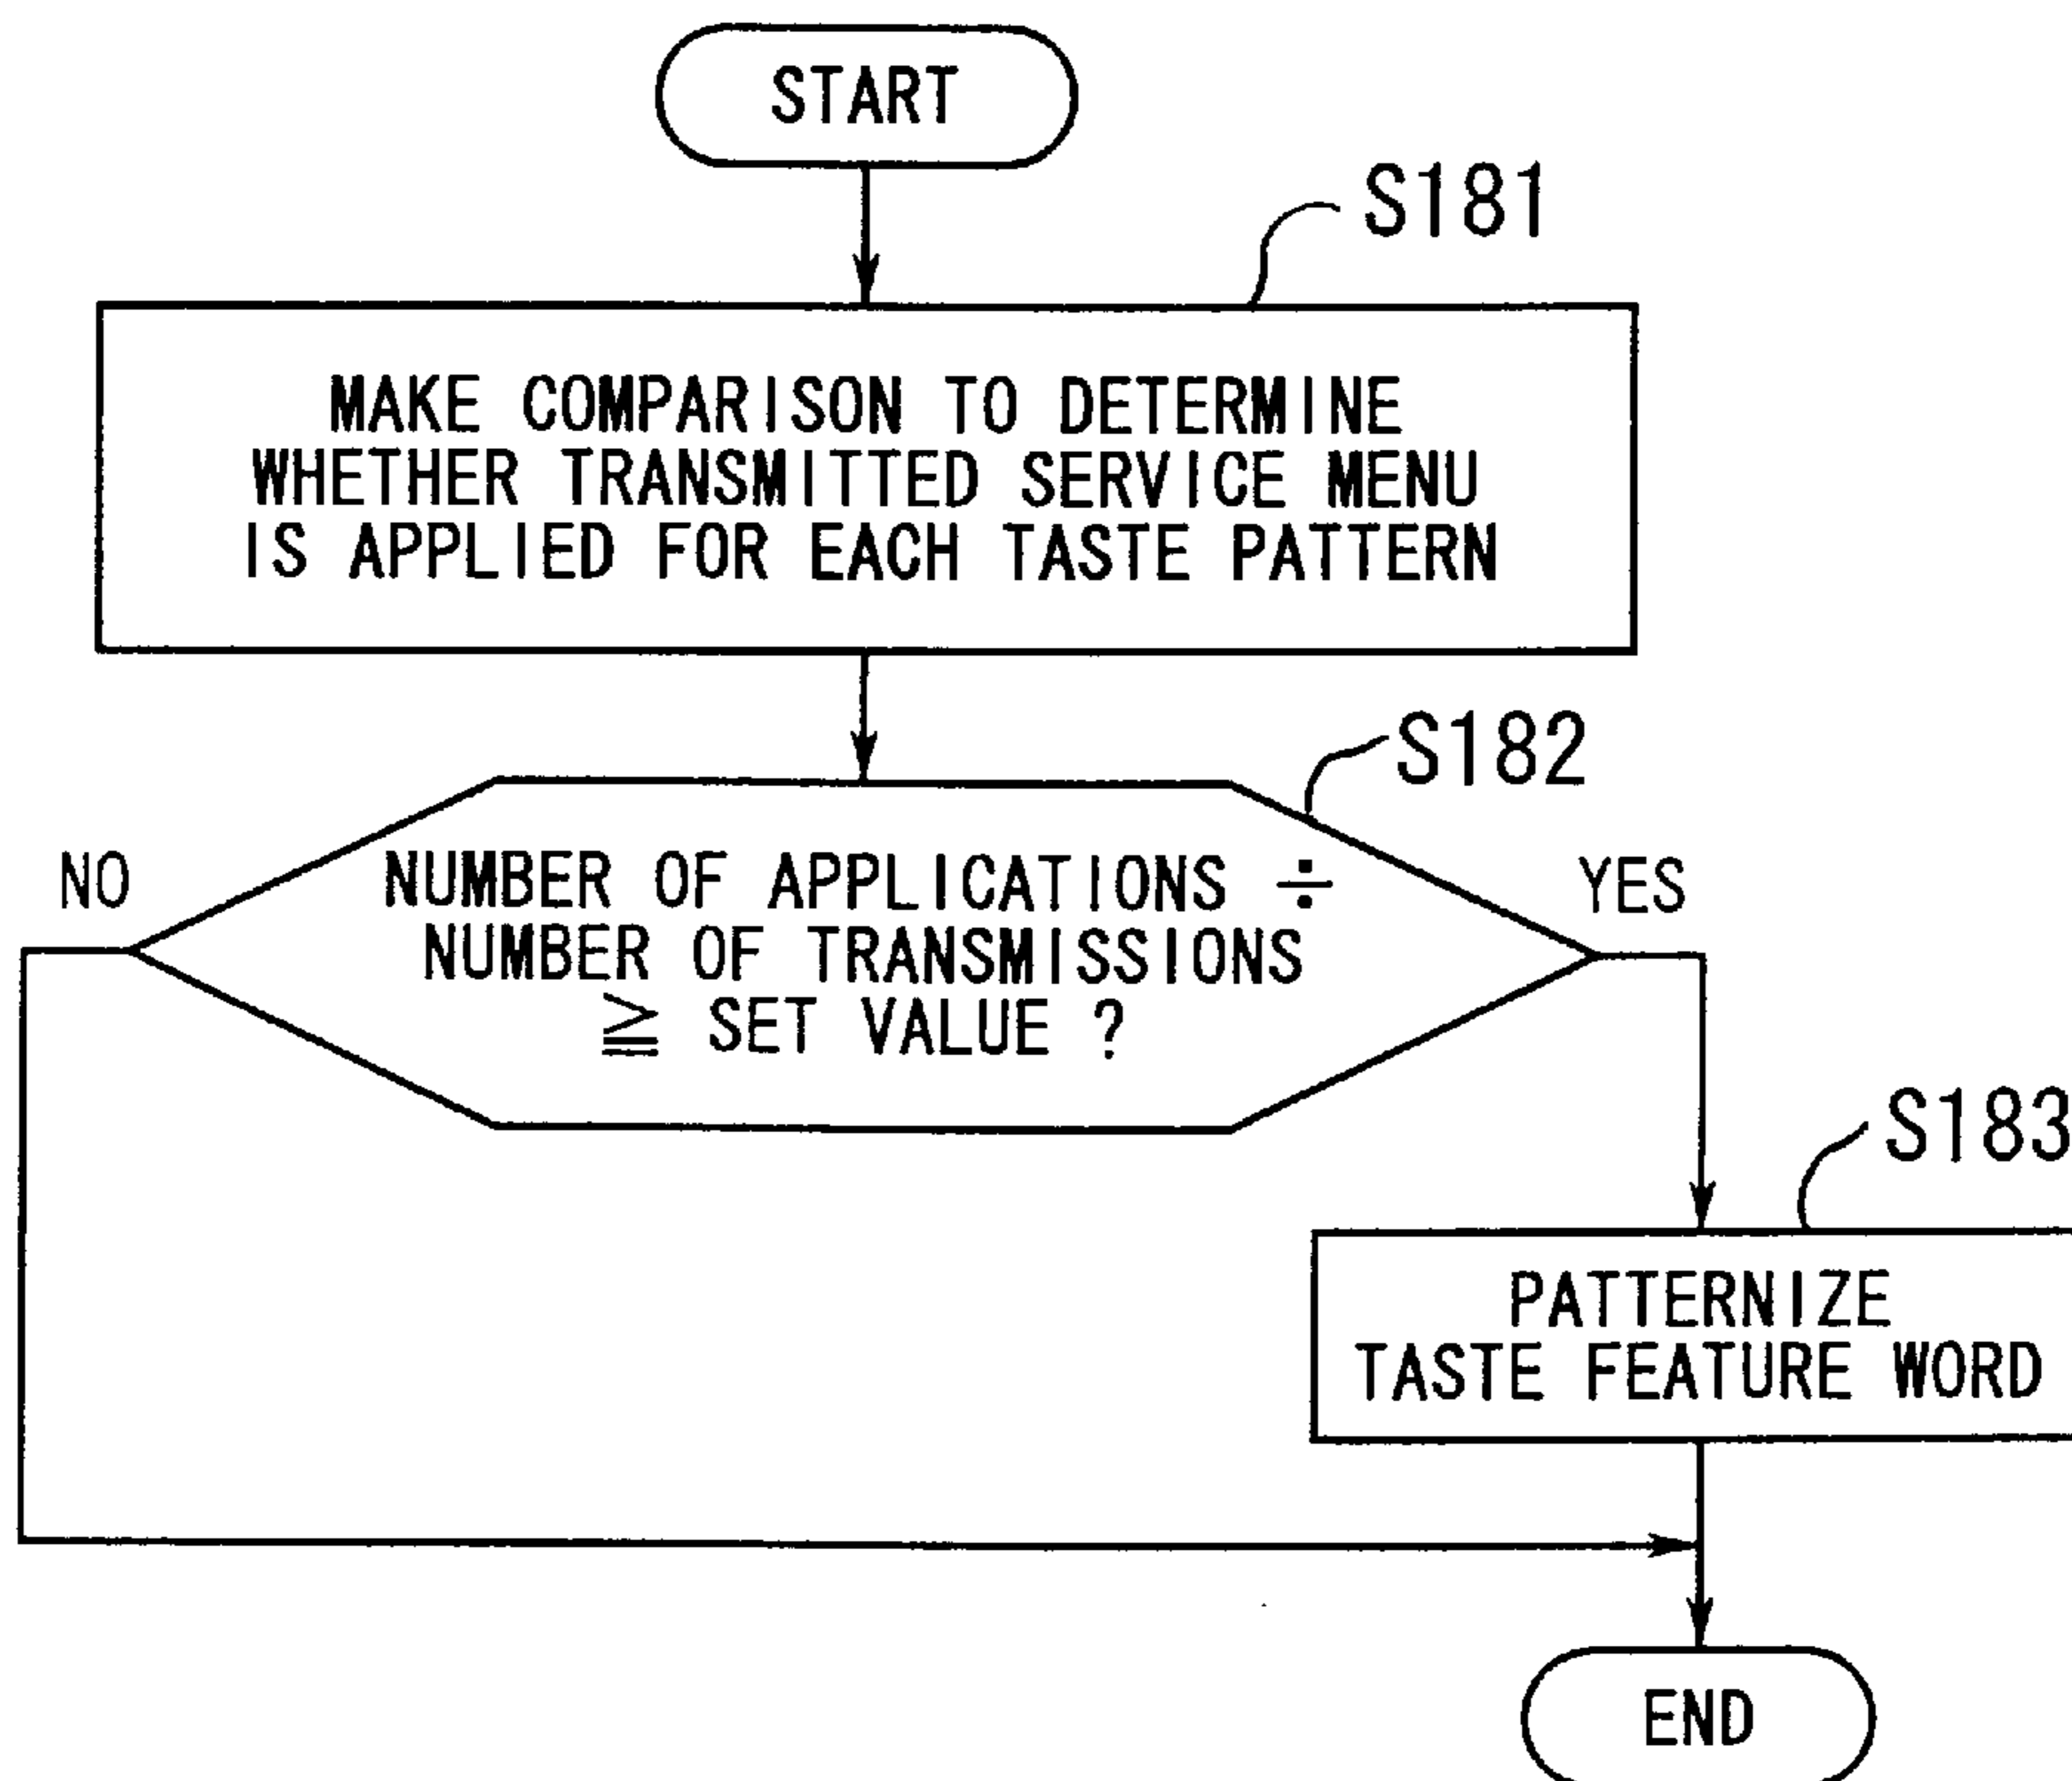 START
S181
MAKE COMPARISON TO DETERMINE
WHETHER TRANSMITTED SERVICE MENU
IS APPLIED FOR EACH TASTE PATTERN
S182
NO
NUMBER OF APPLICATIONS ÷
NUMBER OF TRANSMISSIONS
≧ SET VALUE ?
YES
S183
PATTERNIZE
TASTE FEATURE WORD
END